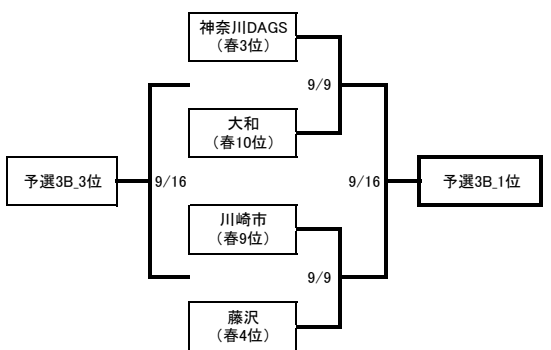 神奈川DAGS
（春3位）
9/9
大和
（春10位）
予選3B_3位
9/16
9/16
予選3B_1位
川崎市
（春9位）
9/9
藤沢
（春4位）